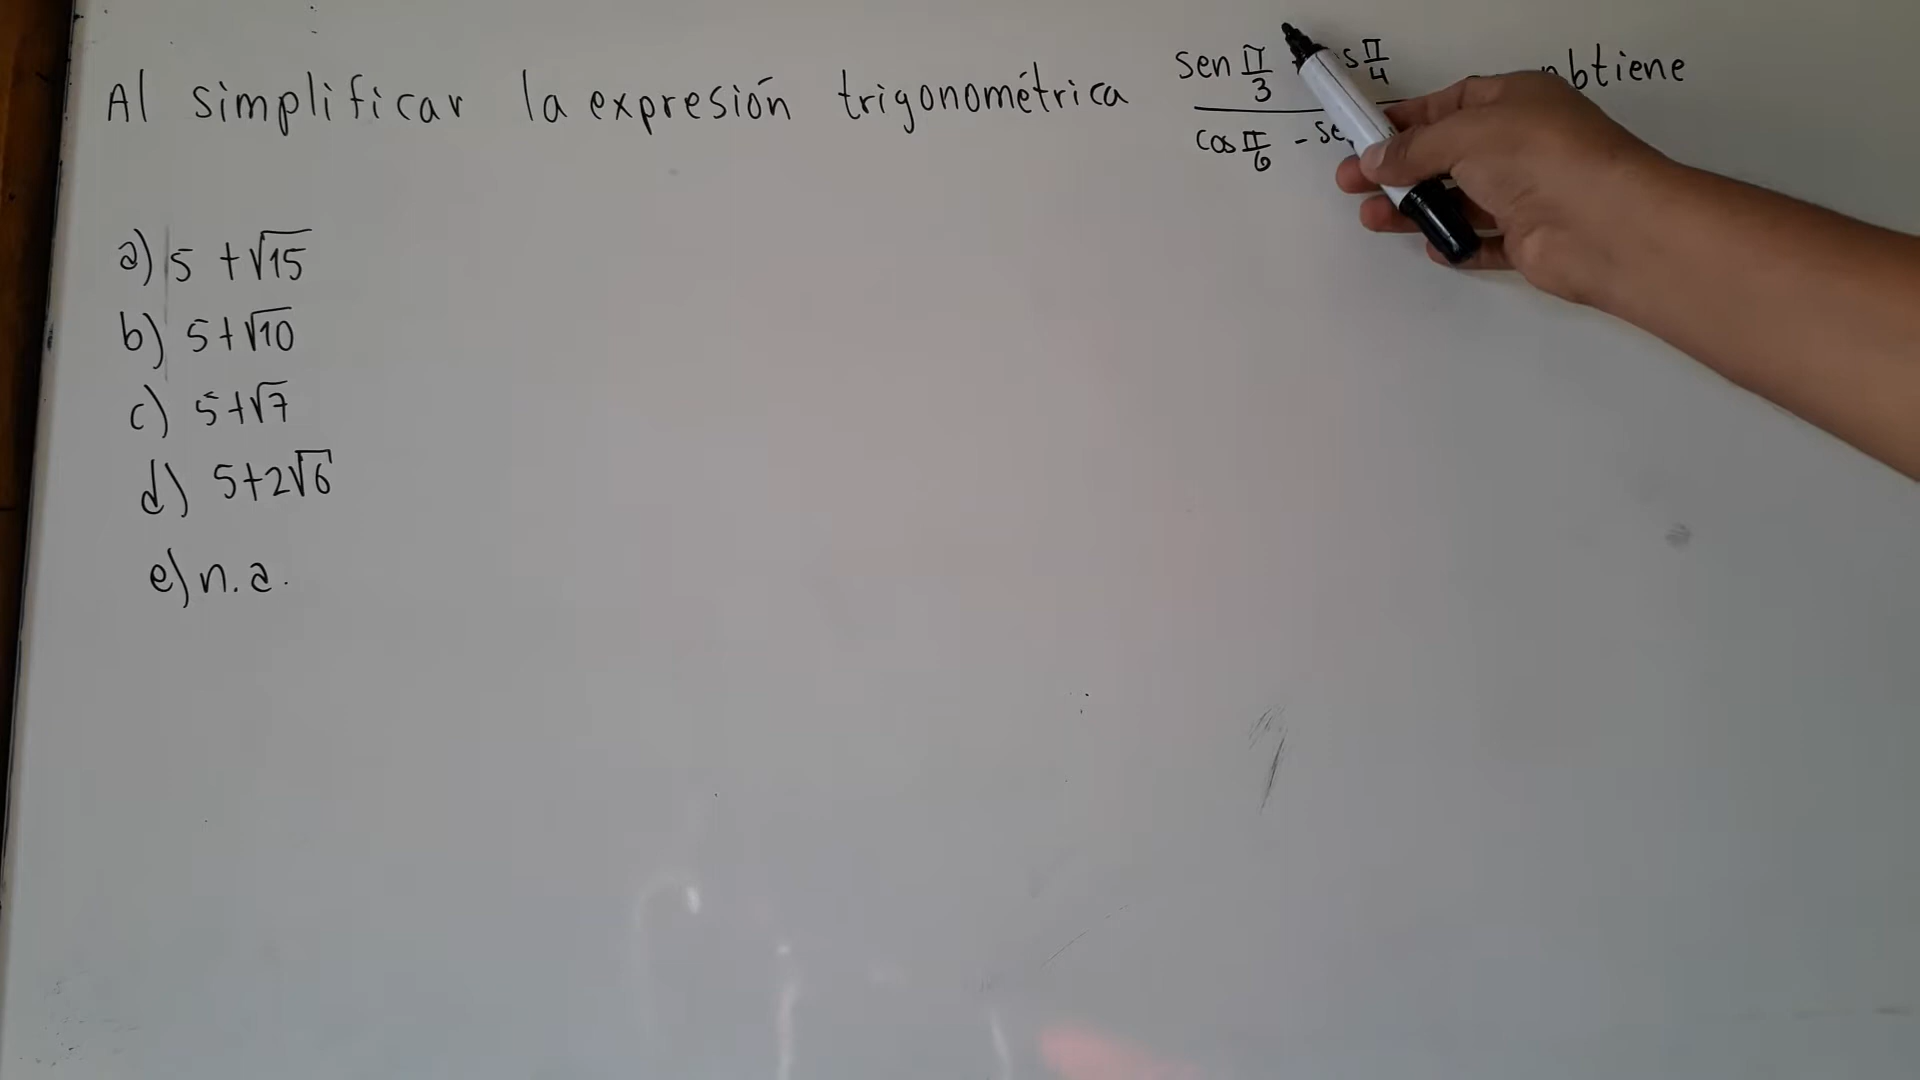 Al simplificar la expresión trigonométrica sen π/3 s π/4 / cos π/6 - se btiene
a) 5 + √15
b) 5+√10
c) 5+√7
d) 5+2√6
e) n.a.